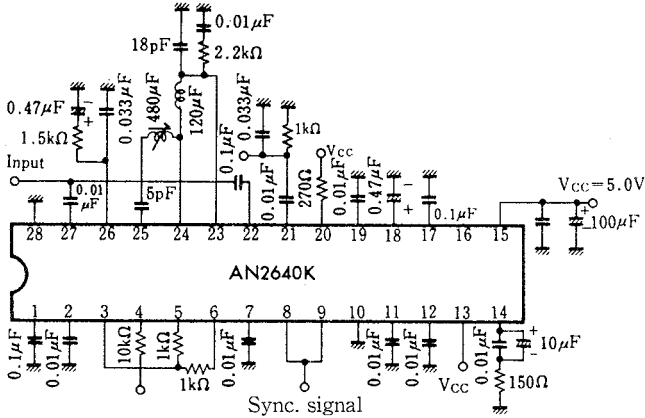 0.01μF
18pF
2.2kΩ
0.47μF
0.033μF
480μF
120μF
0.033μF
1.5kΩ
1kΩ
0.1μF
Vcc
Input
0.01μF
5pF
0.01μF
270Ω
0.01μF
0.47μF
0.1μF
Vcc=5.0V
100μF
28 27 26 25 24 23 22 21 20 19 18 17 16 15
AN2640K
1 2 3 4 5 6 7 8 9 10 11 12 13 14
0.1μF
0.01μF
10kΩ
1kΩ
1kΩ
0.01μF
0.01μF
0.01μF
Vcc
0.01μF
10μF
150Ω
Sync. signal